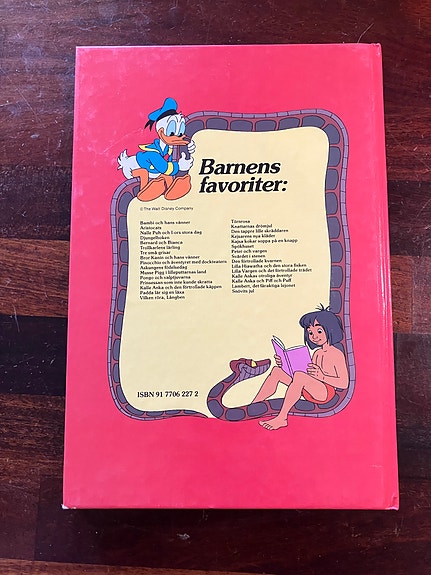 Barnens
favoriter:
© The Walt Disney Company
Bambi och hans vänner
Aristocats
Nalle Puh och I ors stora dag
Djungelboken
Bernard och Bianca
Trollkarlens lärling
Tre små grisar
Bror Kanin och hans vänner
Pinocchio och äventyret med dockteatern
Askungens födelsedag
Musse Pigg i lilleputtarnas land
Pongo och valptjuvarna
Prinsessan som inte kunde skratta
Kalle Anka och den förtrollade käppen
Padda lär sig en läxa
Vilken röra, Långben
Törnrosa
Knattarnas drömjul
Den tappre lille skräddaren
Kejsarens nya kläder
Kajsa kokar soppa på en knapp
Spökhuset
Peter och vargen
Svärdet i stenen
Den förtrollade kvarnen
Lilla Hiawatha och den stora fisken
Lilla Vargen och det förtrollade trädet
Kalle Ankas otroliga äventyr
Kalle Anka och Piff och Puff
Lambert, det fåraktiga lejonet
Snövits jul
ISBN 91 7706 227 2